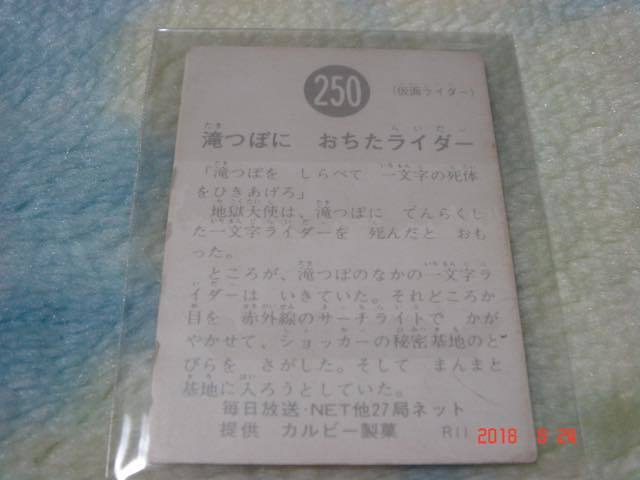 250
(仮面ライダー)
滝つぼに おちたライダー
「滝つぼを しらべて 一文字の死体
をひきあげろ」
地獄天使は、滝つぼに てんらくし
た一文字ライダーを 死んだと おも
った。
ところが、滝つぼのなかの一文字ラ
イダーは いきていた。それどころか
目を 赤外線のサーチライトで かが
やかせて、ショッカーの秘密基地のと
びらを さがした。そして まんまと
基地に入ろうとしていた。
毎日放送・NET他27局ネット
提供 カルビー製菓 R11
2018 9 24